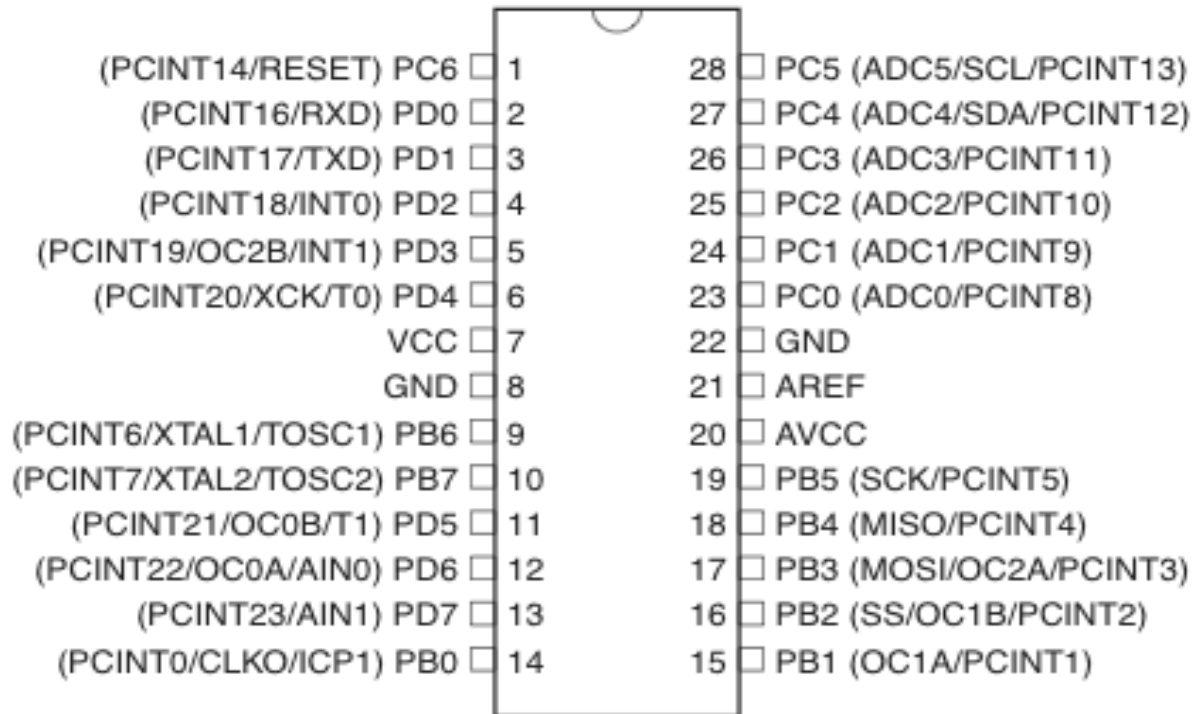 (PCINT14/RESET) PC6 1 28 PC5 (ADC5/SCL/PCINT13)
(PCINT16/RXD) PD0 2 27 PC4 (ADC4/SDA/PCINT12)
(PCINT17/TXD) PD1 3 26 PC3 (ADC3/PCINT11)
(PCINT18/INT0) PD2 4 25 PC2 (ADC2/PCINT10)
(PCINT19/OC2B/INT1) PD3 5 24 PC1 (ADC1/PCINT9)
(PCINT20/XCK/T0) PD4 6 23 PC0 (ADC0/PCINT8)
VCC 7 22 GND
GND 8 21 AREF
(PCINT6/XTAL1/TOSC1) PB6 9 20 AVCC
(PCINT7/XTAL2/TOSC2) PB7 10 19 PB5 (SCK/PCINT5)
(PCINT21/OC0B/T1) PD5 11 18 PB4 (MISO/PCINT4)
(PCINT22/OC0A/AIN0) PD6 12 17 PB3 (MOSI/OC2A/PCINT3)
(PCINT23/AIN1) PD7 13 16 PB2 (SS/OC1B/PCINT2)
(PCINT0/CLKO/ICP1) PB0 14 15 PB1 (OC1A/PCINT1)